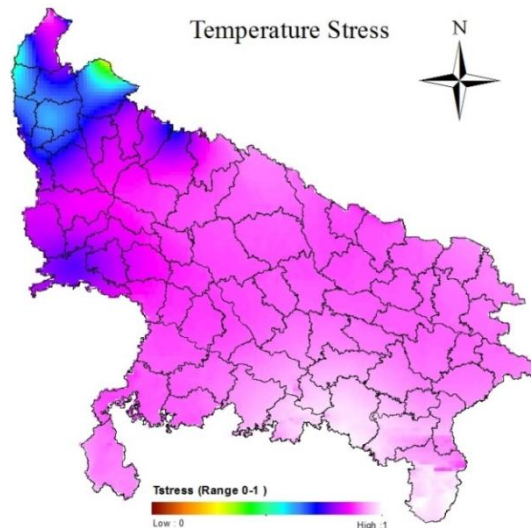 Temperature Stress
N
Tstress (Range 0-1 )
Low : 0
High :1